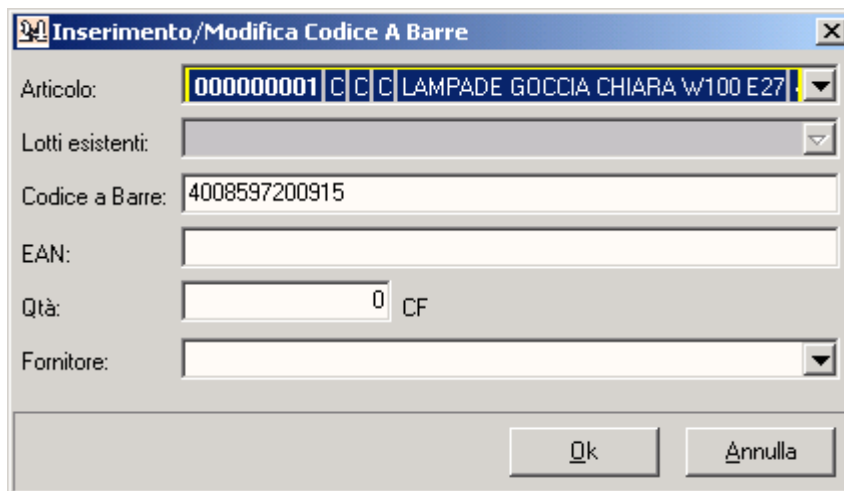 Inserimento/Modifica Codice A Barre
Articolo: 000000001 C C C LAMPADE GOCCIA CHIARA W100 E27
Lotti esistenti:
Codice a Barre: 4008597200915
EAN:
Qtà: 0 CF
Fornitore:
Ok Annulla